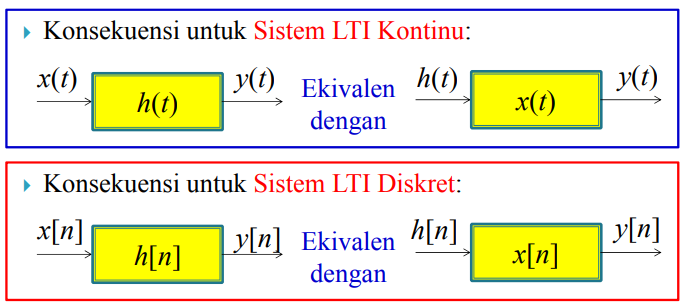 Konsekuensi untuk Sistem LTI Kontinu:
x(t) h(t) y(t) Ekivalen dengan h(t) x(t) y(t)
Konsekuensi untuk Sistem LTI Diskret:
x[n] h[n] y[n] Ekivalen dengan h[n] x[n] y[n]